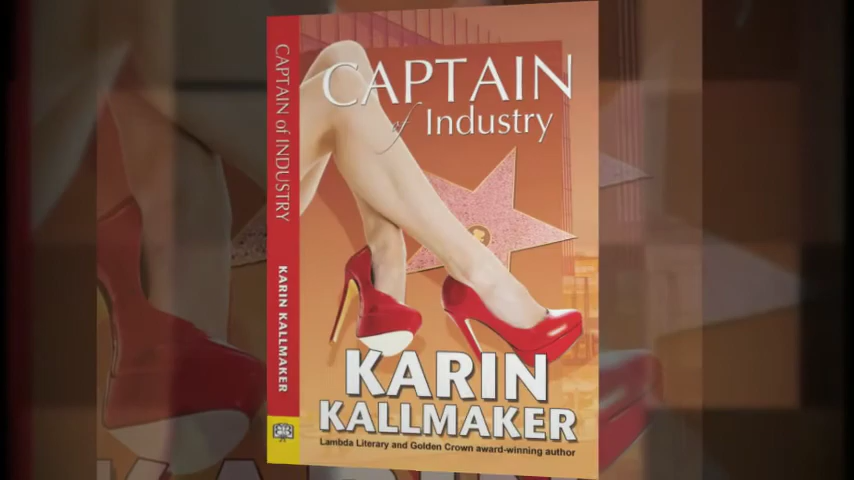 CAPTAIN of INDUSTRY
KARIN KALLMAKER
CAPTAIN
of Industry
KARIN
KALLMAKER
Lambda Literary and Golden Crown award-winning author